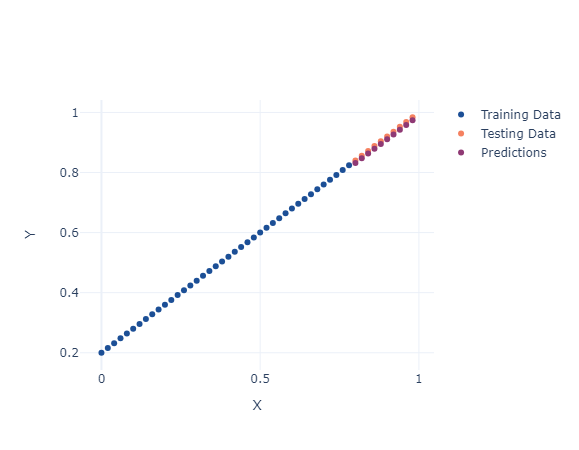 1
0.8
0.6
0.4
0.2
0
0.5
1
X
Y
Training Data
Testing Data
Predictions